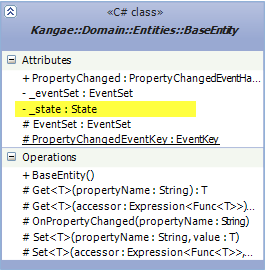 «C# class»
Kangae::Domain::Entities::BaseEntity
Attributes
+ PropertyChanged : PropertyChangedEventHa...
- _eventSet : EventSet
- _state : State
# EventSet : EventSet
# PropertyChangedEventKey : EventKey
Operations
+ BaseEntity()
# Get<T>(propertyName : String) : T
# Get<T>(accessor : Expression<Func<T>>)...
# OnPropertyChanged(propertyName : String)
# Set<T>(propertyName : String, value : T)
# Set<T>(accessor : Expression<Func<T>>,...